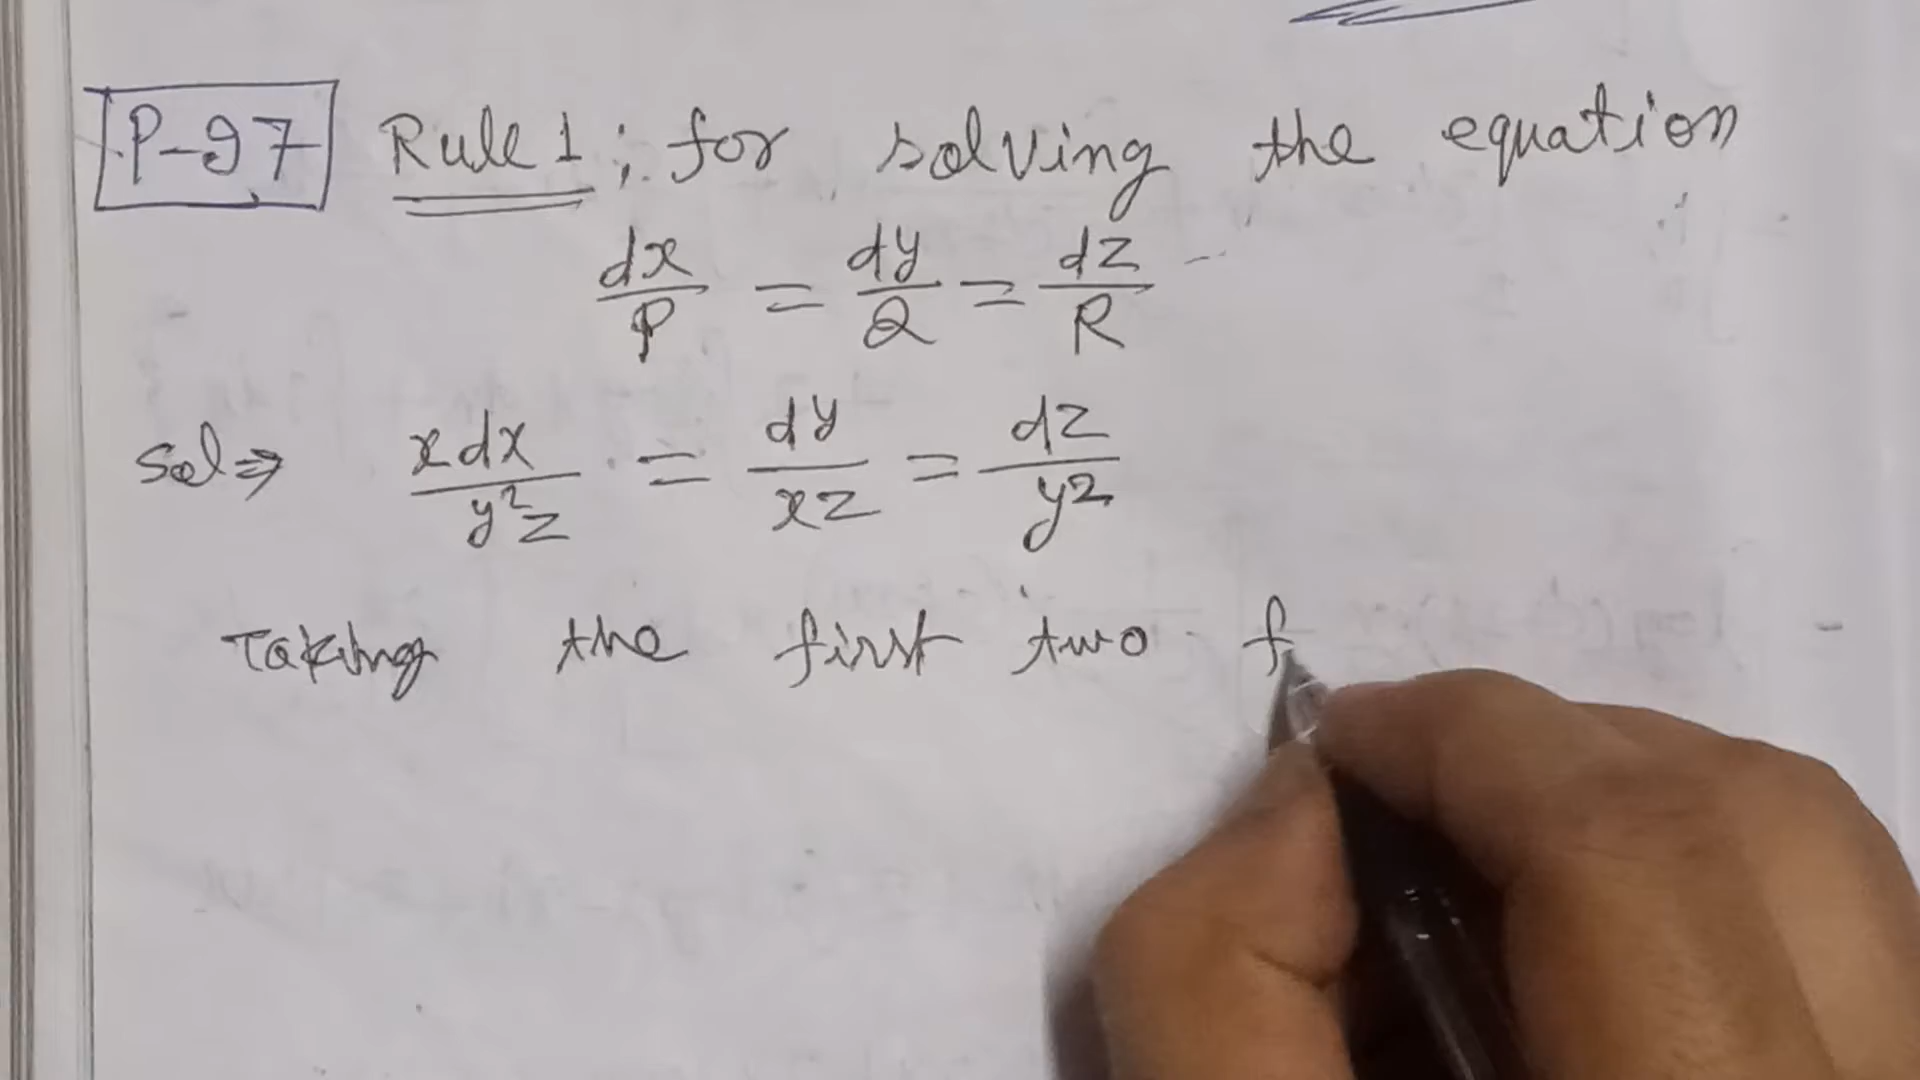 P-97 Rule 1; for solving the equation
dx/P = dy/Q = dz/R
Sol⇒ xdx/y²z = dy/xz = dz/y²
Taking the first two f